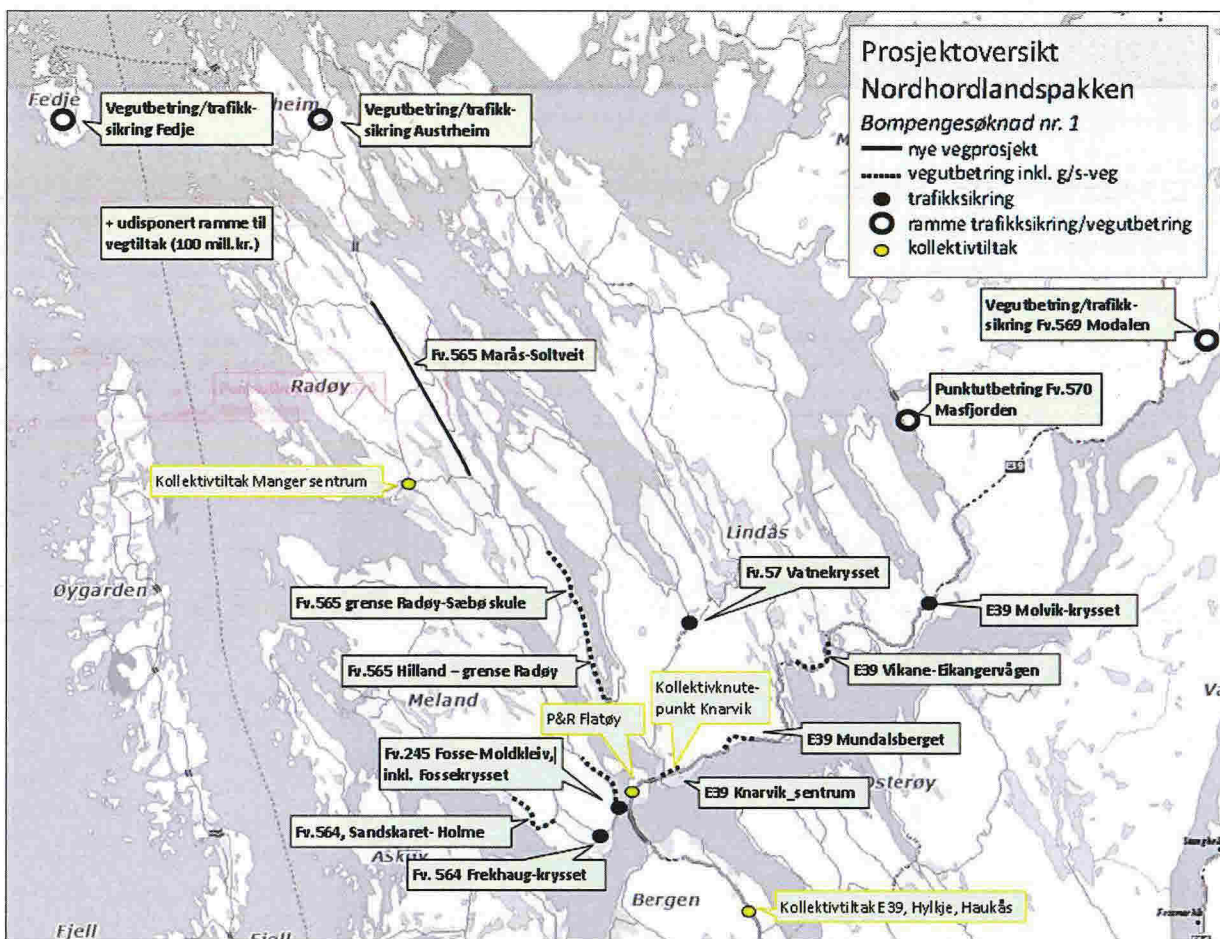 Prosjektoversikt
Nordhordlandspakken
Bompengesøknad nr. 1
nye vegprosjekt
vegutbetring inkl. g/s-veg
trafikksikring
ramme trafikksikring/vegutbetring
kollektivtiltak
Fedje
Vegutbetring/trafikk-
sikring Fedje
heim
Vegutbetring/trafikk-
sikring Austrheim
+ udisponert ramme til
vegtiltak (100 mill.kr.)
Vegutbetring/trafikk-
sikring Fv.569 Modalen
Fv.565 Marås-Soltveit
Radøy
Punktutbetring Fv.570
Masfjorden
E39
Kollektivtiltak Manger sentrum
Lindås
Fv.57 Vatnekrysset
Øygarden
Fv.565 grense Radøy-Sæbø skule
E39 Molvik-krysset
Fv.565 Hilland – grense Radøy
E39 Vikane-Eikangervågen
Meland
Kollektivknute-
punkt Knarvik
P&R Flatøy
E39 Mundalsberget
Fv.245 Fosse-Moldkleiv,
inkl. Fossekrysset
E39 Knarvik_sentrum
Osterøy
Fv.564, Sandskaret- Holme
Askøy
Fv. 564 Frekhaug-krysset
Bergen
Kollektivtiltak E39, Hylkje, Haukås
Fjell
Fjell